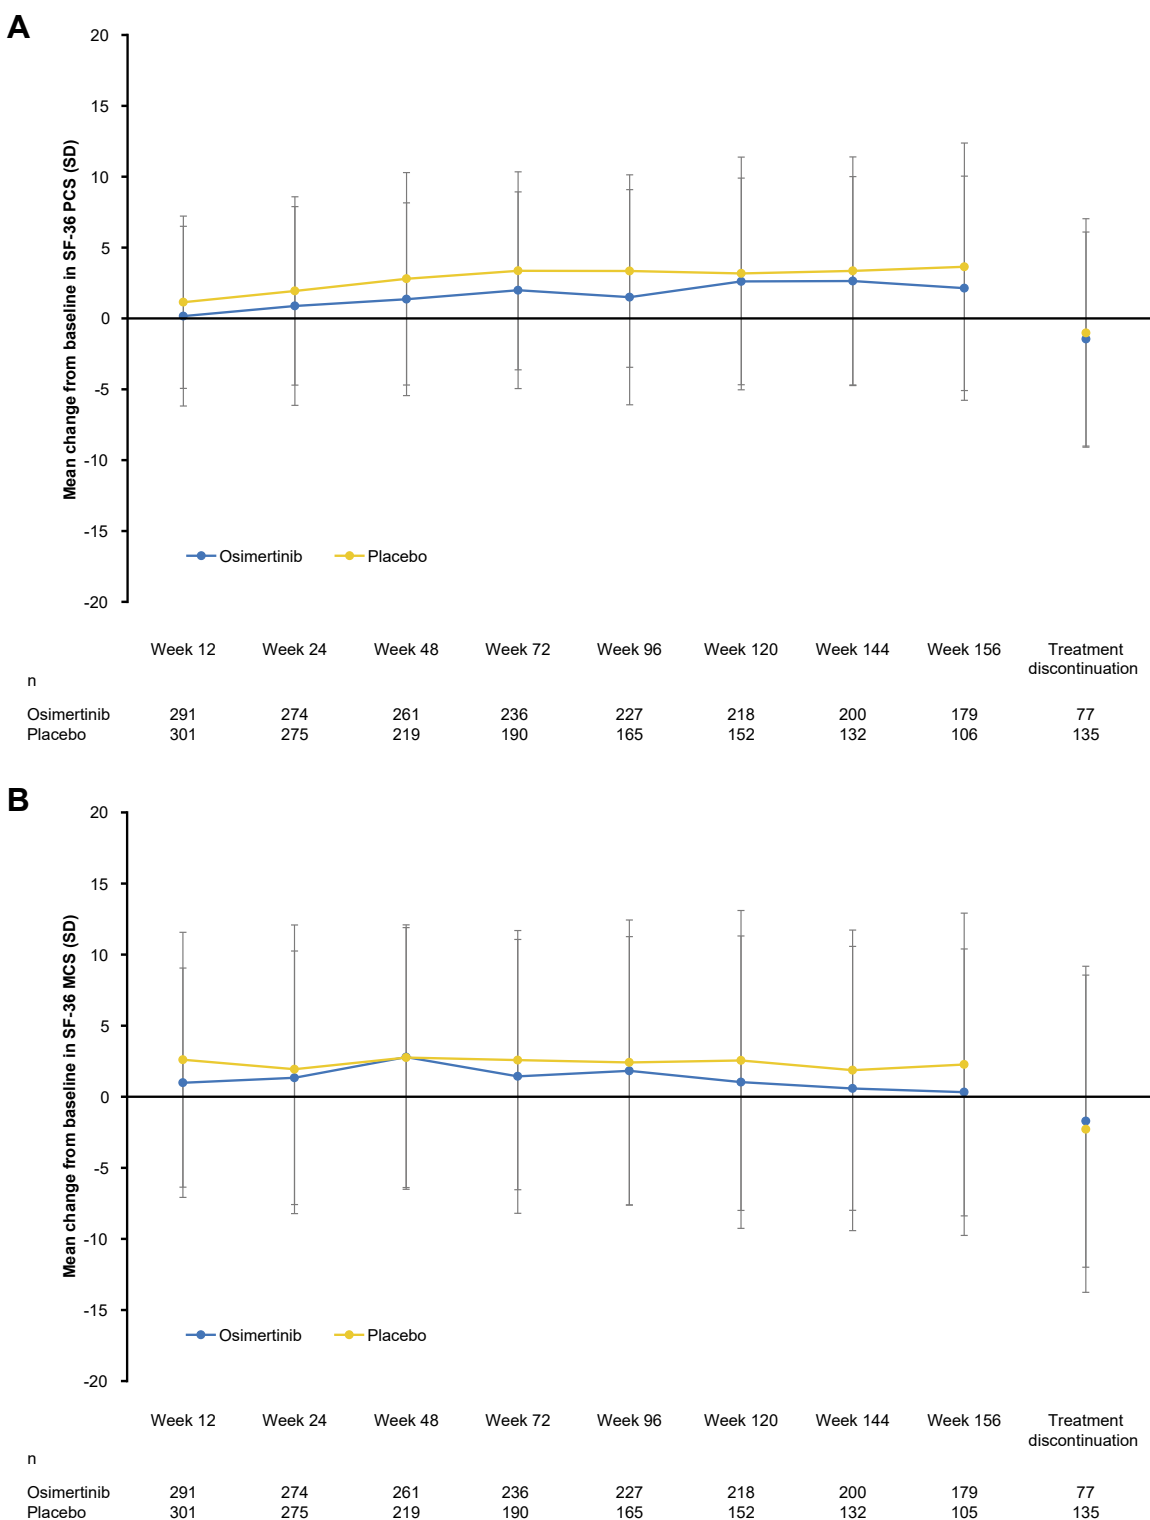 A
Mean change from baseline in SF-36 PCS (SD)
20
15
10
5
0
-5
-10
-15
-20
Osimertinib Placebo
Week 12 Week 24 Week 48 Week 72 Week 96 Week 120 Week 144 Week 156 Treatment
discontinuation
n
Osimertinib 291 274 261 236 227 218 200 179 77
Placebo 301 275 219 190 165 152 132 106 135
B
Mean change from baseline in SF-36 MCS (SD)
20
15
10
5
0
-5
-10
-15
-20
Osimertinib Placebo
Week 12 Week 24 Week 48 Week 72 Week 96 Week 120 Week 144 Week 156 Treatment
discontinuation
n
Osimertinib 291 274 261 236 227 218 200 179 77
Placebo 301 275 219 190 165 152 132 105 135